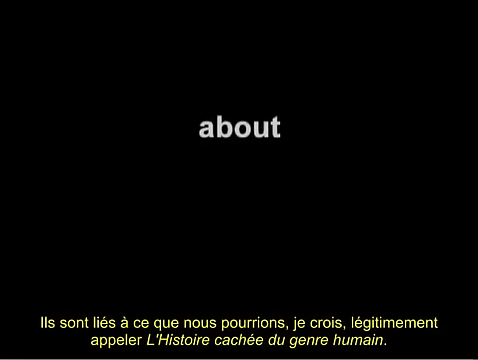 about
Ils sont liés à ce que nous pourrions, je crois, légitimement
appeler L'Histoire cachée du genre humain.